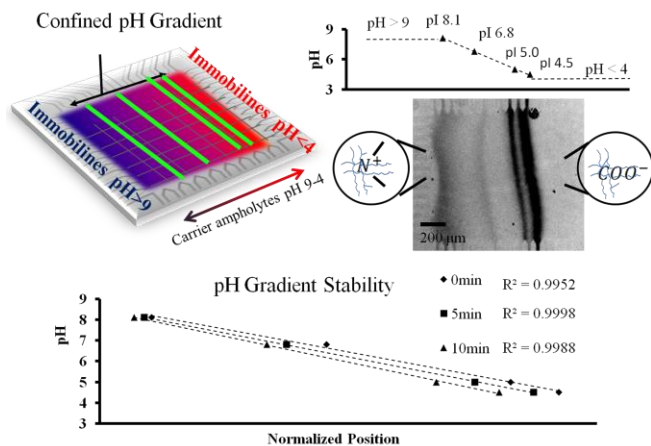 Confined pH Gradient
Immobilines pH>9
Immobilines pH<4
Carrier ampholytes pH 9-4
pH
9
6
3
pH > 9
pI 8.1
pI 6.8
pI 5.0
pI 4.5
pH < 4
N+
COO−
200 µm
pH Gradient Stability
0min R² = 0.9952
5min R² = 0.9998
10min R² = 0.9988
pH
9
8
7
6
5
4
3
Normalized Position